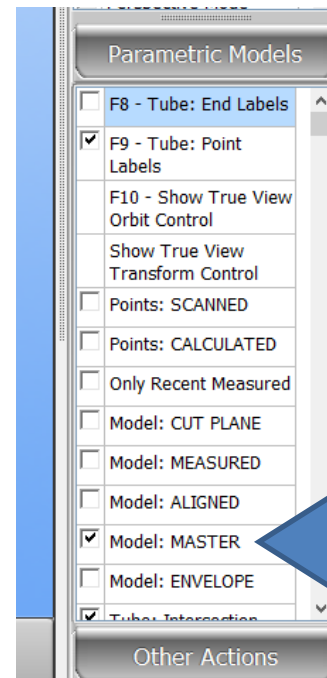 Parametric Models
F8 - Tube: End Labels
F9 - Tube: Point
Labels
F10 - Show True View
Orbit Control
Show True View
Transform Control
Points: SCANNED
Points: CALCULATED
Only Recent Measured
Model: CUT PLANE
Model: MEASURED
Model: ALIGNED
Model: MASTER
Model: ENVELOPE
Tube: Intersection
Other Actions